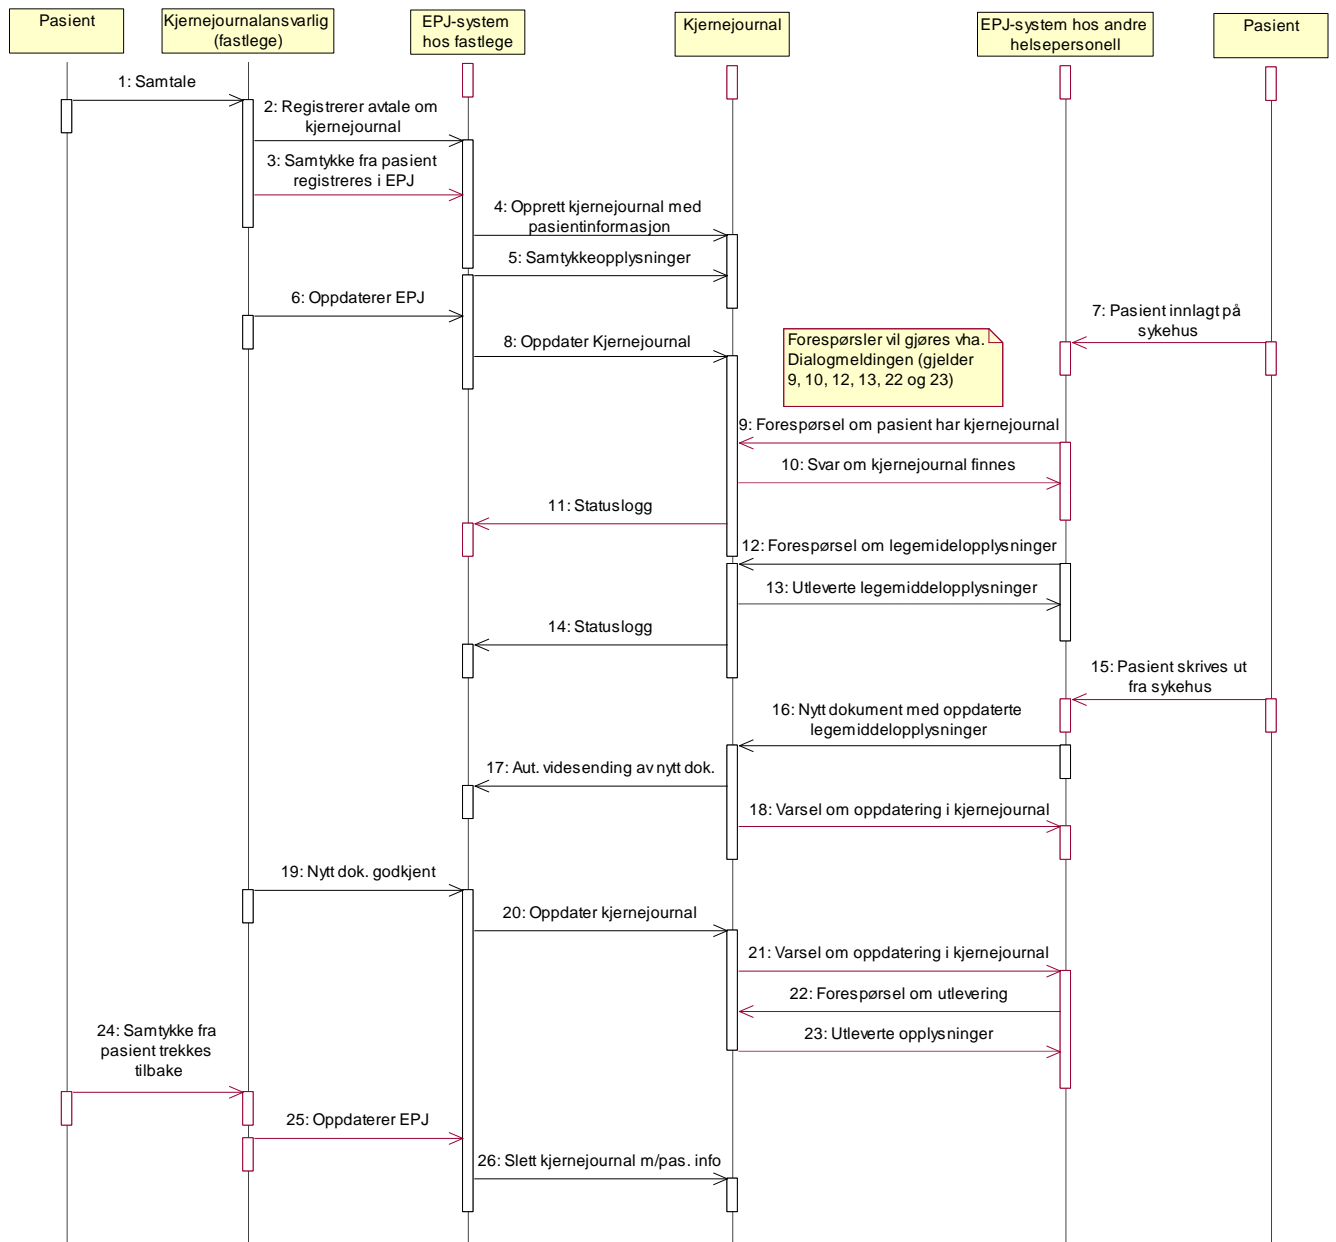 Pasient
Kjernejournalansvarlig
(fastlege)
EPJ-system
hos fastlege
Kjernejournal
EPJ-system hos andre
helsepersonell
Pasient
1: Samtale
2: Registrerer avtale om
kjernejournal
3: Samtykke fra pasient
registreres i EPJ
4: Opprett kjernejournal med
pasientinformasjon
5: Samtykkeopplysninger
6: Oppdaterer EPJ
7: Pasient innlagt på
sykehus
8: Oppdater Kjernejournal
Forespørsler vil gjøres vha.
Dialogmeldingen (gjelder
9, 10, 12, 13, 22 og 23)
9: Forespørsel om pasient har kjernejournal
10: Svar om kjernejournal finnes
11: Statuslogg
12: Forespørsel om legemidelopplysninger
13: Utleverte legemiddelopplysninger
14: Statuslogg
15: Pasient skrives ut
fra sykehus
16: Nytt dokument med oppdaterte
legemiddelopplysninger
17: Aut. videsending av nytt dok.
18: Varsel om oppdatering i kjernejournal
19: Nytt dok. godkjent
20: Oppdater kjernejournal
21: Varsel om oppdatering i kjernejournal
22: Forespørsel om utlevering
23: Utleverte opplysninger
24: Samtykke fra
pasient trekkes
tilbake
25: Oppdaterer EPJ
26: Slett kjernejournal m/pas. info